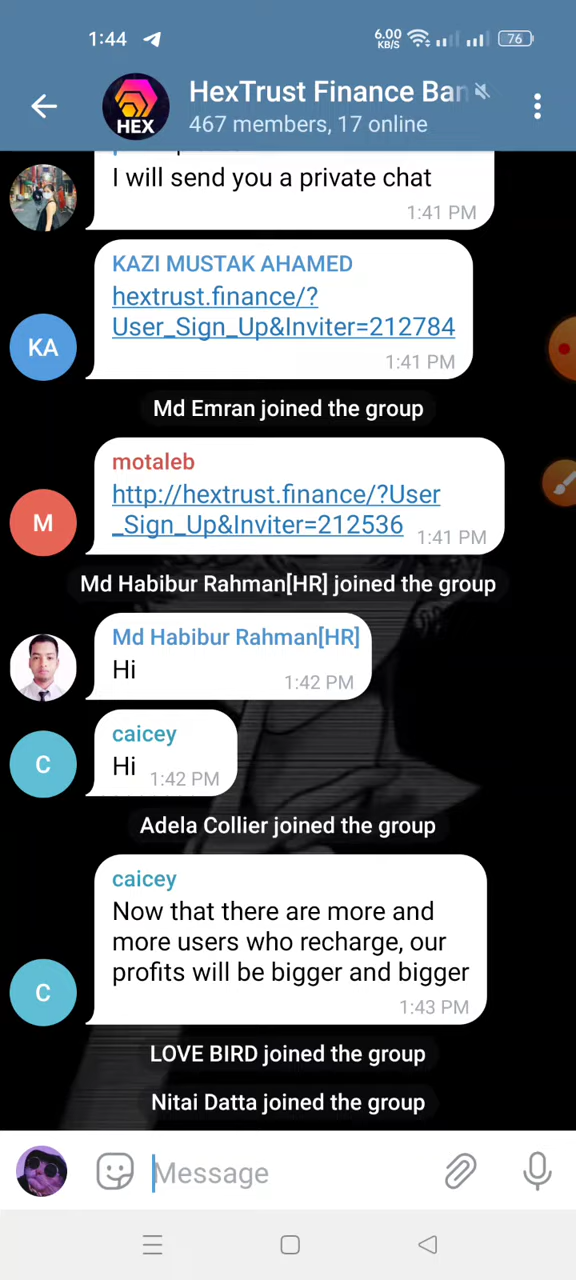 1:44
6.00
KB/S
76
HEX
HexTrust Finance Ban
467 members, 17 online
I will send you a private chat
1:41 PM
KAZI MUSTAK AHAMED
hextrust.finance/?
User_Sign_Up&Inviter=212784
1:41 PM
KA
Md Emran joined the group
motaleb
http://hextrust.finance/?User
_Sign_Up&Inviter=212536
1:41 PM
M
Md Habibur Rahman[HR] joined the group
Md Habibur Rahman[HR]
Hi
1:42 PM
caicey
Hi
1:42 PM
C
Adela Collier joined the group
caicey
Now that there are more and
more users who recharge, our
profits will be bigger and bigger
1:43 PM
C
LOVE BIRD joined the group
Nitai Datta joined the group
Message